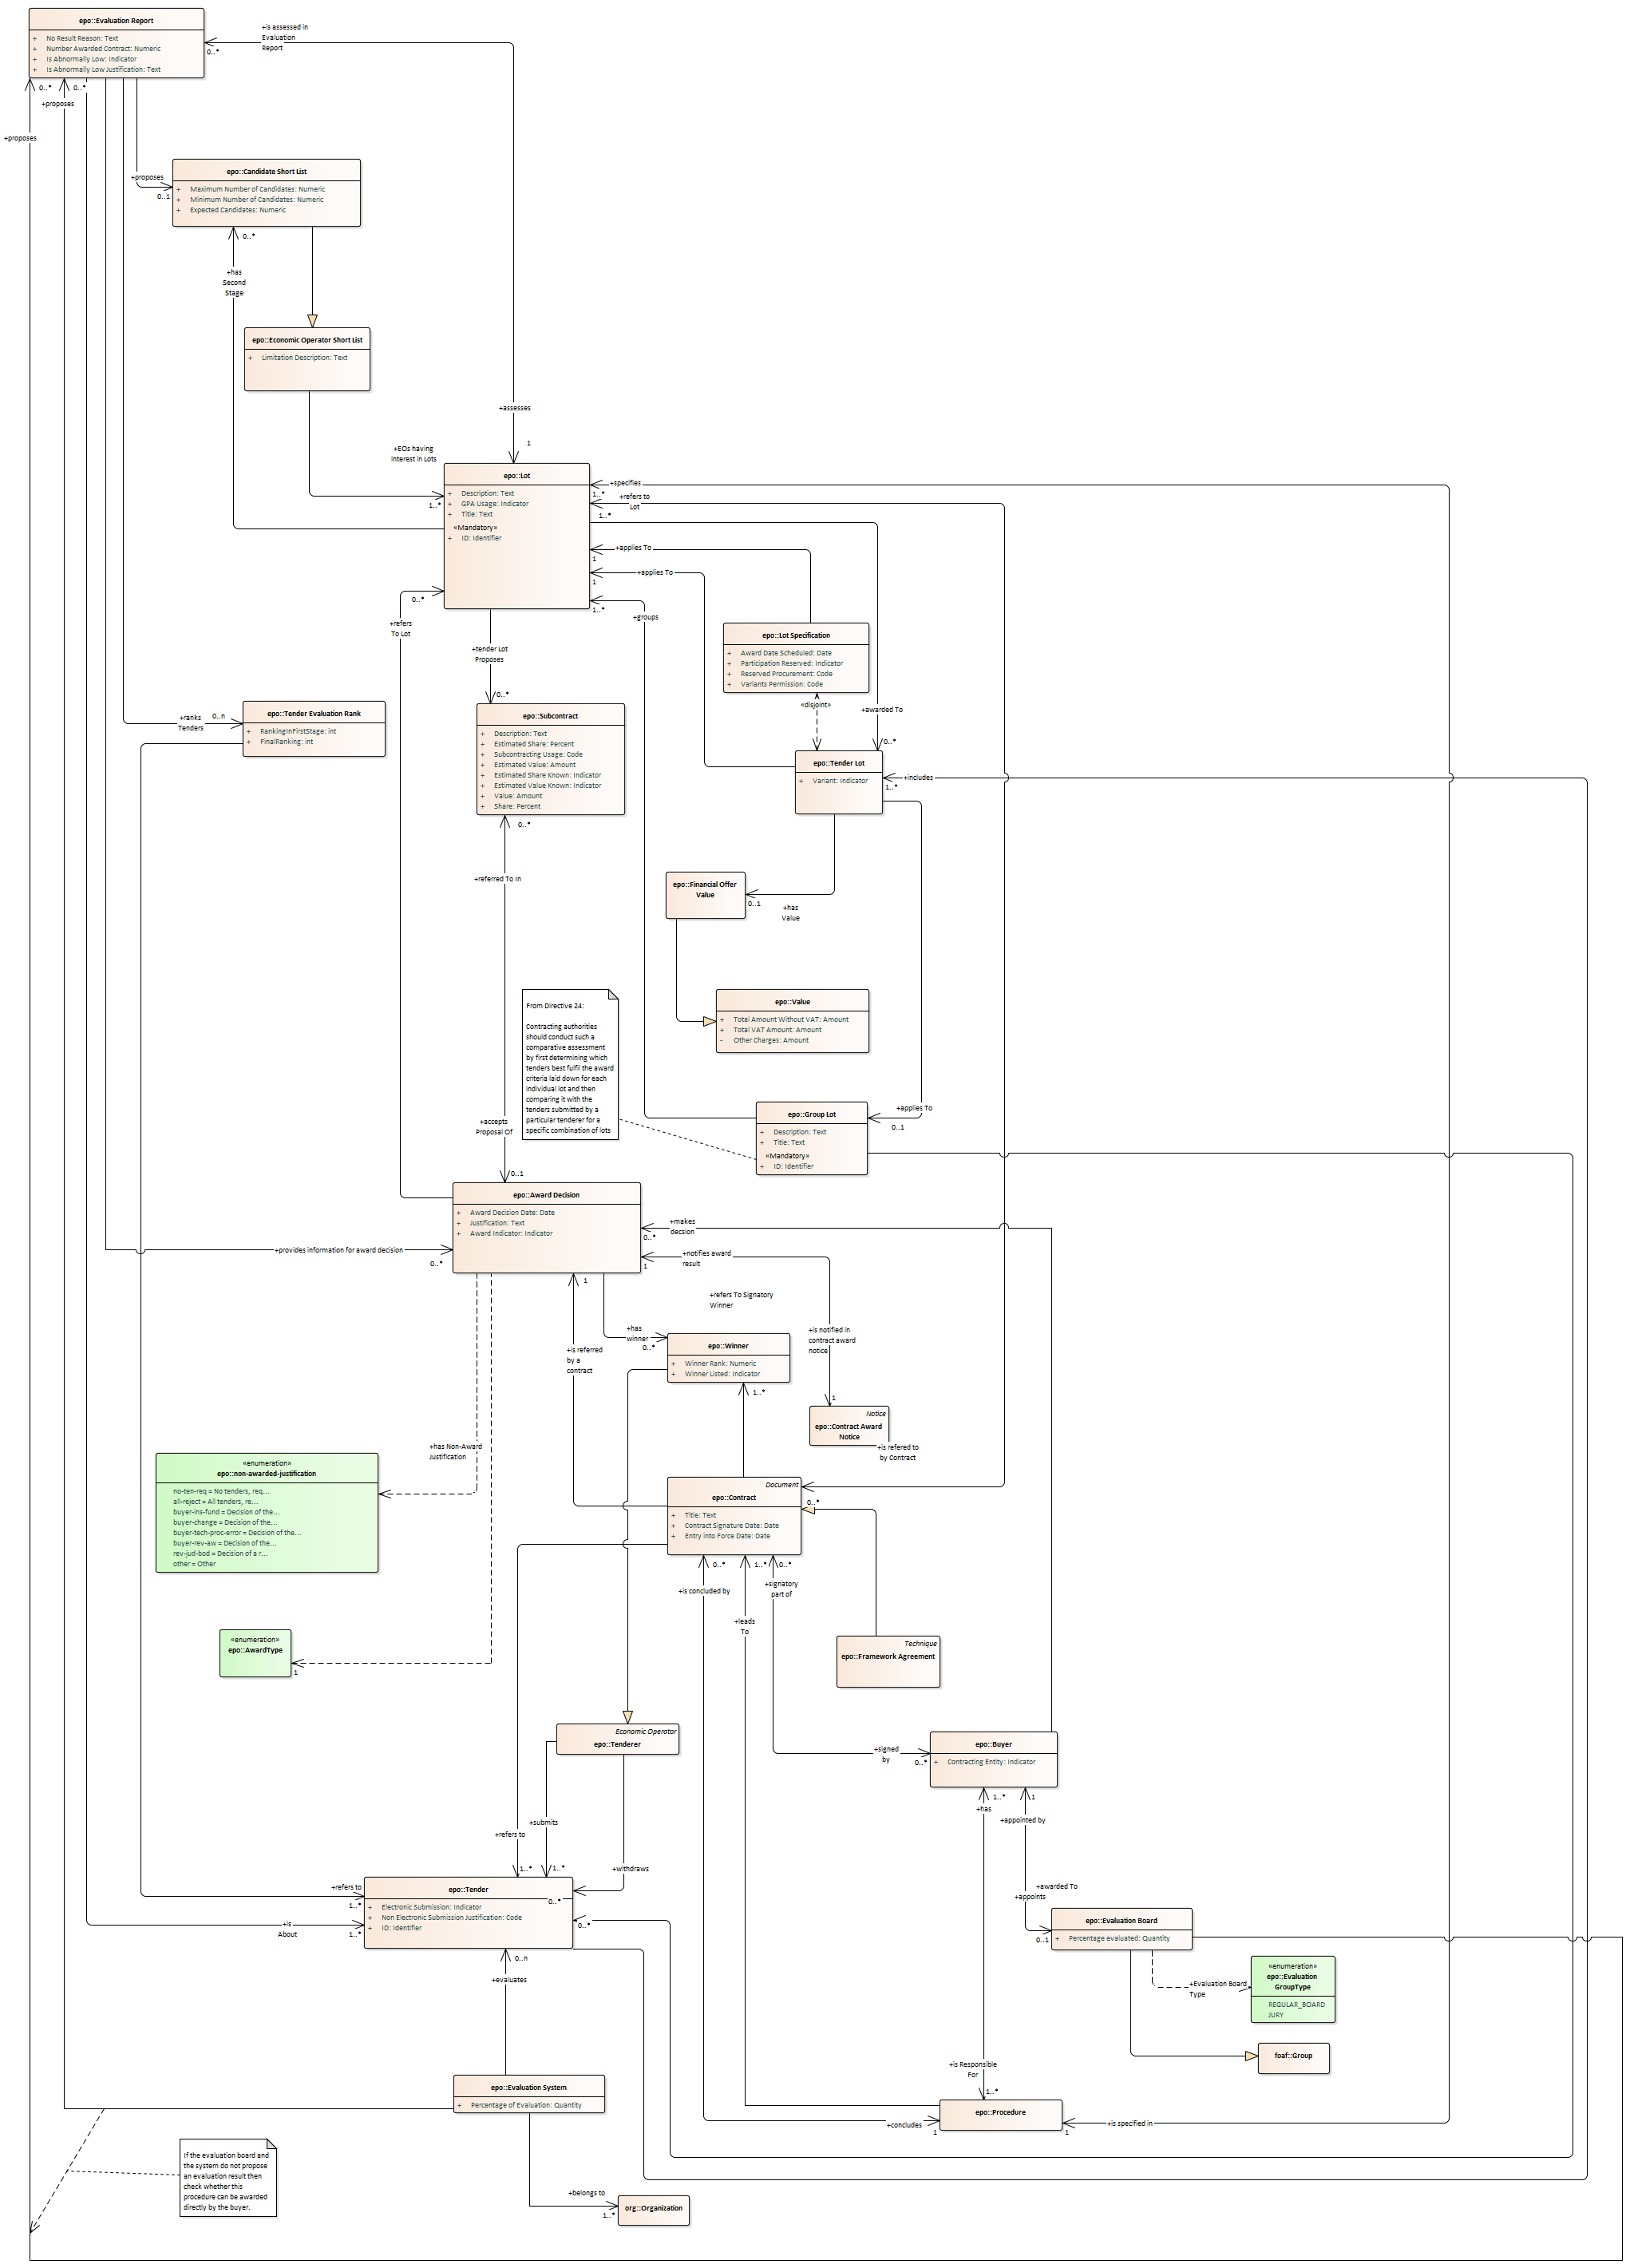 epo::Evaluation Report
+ No Result Reason: Text
+ Number Awarded Contract: Numeric
+ Is Abnormally Low: Indicator
+ Is Abnormally Low Justification: Text
+is assessed in
Evaluation
Report
0..*
0..*
0..*
+proposes
+proposes
+proposes
0..1
epo::Candidate Short List
+ Maximum Number of Candidates: Numeric
+ Minimum Number of Candidates: Numeric
+ Expected Candidates: Numeric
0..*
+has
Second
Stage
epo::Economic Operator Short List
+ Limitation Description: Text
+assesses
1
+EOs having
interest in Lots
1..*
epo::Lot
+ Description: Text
+ GPA Usage: Indicator
+ Title: Text
«Mandatory»
+ ID: Identifier
+specifies
1..*
+refers to
Lot
1..*
+applies To
1
+applies To
1
1..*
+groups
0..*
+refers
To Lot
+tender Lot
Proposes
0..*
epo::Lot Specification
+ Award Date Scheduled: Date
+ Participation Reserved: Indicator
+ Reserved Procurement: Code
+ Variants Permission: Code
«disjoint»
+awarded To
0..*
+ranks
Tenders
0..n
epo::Tender Evaluation Rank
+ RankingInFirstStage: int
+ FinalRanking: int
epo::Subcontract
+ Description: Text
+ Estimated Share: Percent
+ Subcontracting Usage: Code
+ Estimated Value: Amount
+ Estimated Share Known: Indicator
+ Estimated Value Known: Indicator
+ Value: Amount
+ Share: Percent
0..*
epo::Tender Lot
+ Variant: Indicator
+includes
1..*
+referred To In
epo::Financial Offer
Value
0..1
+has
Value
epo::Value
+ Total Amount Without VAT: Amount
+ Total VAT Amount: Amount
- Other Charges: Amount
From Directive 24:
Contracting authorities
should conduct such a
comparative assessment
by first determining which
tenders best fulfil the award
criteria laid down for each
individual lot and then
comparing it with the
tenders submitted by a
particular tenderer for a
specific combination of lots
epo::Group Lot
+ Description: Text
+ Title: Text
«Mandatory»
+ ID: Identifier
+applies To
0..1
+accepts
Proposal Of
0..1
epo::Award Decision
+ Award Decision Date: Date
+ Justification: Text
+ Award Indicator: Indicator
+provides information for award decision
0..*
+makes
decsion
0..*
+notifies award
result
1
1
+refers To Signatory
Winner
+has
winner
0..*
+is notified in
contract award
notice
1
+is referred
by a
contract
epo::Winner
+ Winner Rank: Numeric
+ Winner Listed: Indicator
1..*
Notice
epo::Contract Award
Notice
+is refered to
by Contract
+has Non-Award
Justification
«enumeration»
epo::non-awarded-justification
no-ten-req = No tenders, req...
all-reject = All tenders, re...
buyer-ins-fund = Decision of the...
buyer-change = Decision of the...
buyer-tech-proc-error = Decision of the...
buyer-rev-aw = Decision of the...
rev-jud-bod = Decision of a r...
other = Other
Document
epo::Contract
+ Title: Text
+ Contract Signature Date: Date
+ Entry into Force Date: Date
0..*
0..*
1..*
0..*
+is concluded by
+signatory
part of
+leads
To
«enumeration»
epo::AwardType
1
Technique
epo::Framework Agreement
Economic Operator
epo::Tenderer
epo::Buyer
+ Contracting Entity: Indicator
+signed
by
0..*
1..*
1
+has
+appointed by
+submits
+refers to
1..*
1..*
+withdraws
0..*
+refers to
1..*
+is
About
1..*
epo::Tender
+ Electronic Submission: Indicator
+ Non Electronic Submission Justification: Code
+ ID: Identifier
0..*
0..n
+evaluates
+awarded To
+appoints
0..1
epo::Evaluation Board
+ Percentage evaluated: Quantity
+Evaluation Board
Type
«enumeration»
epo::Evaluation
GroupType
REGULAR_BOARD
JURY
foaf::Group
+is Responsible
For
1..*
epo::Evaluation System
+ Percentage of Evaluation: Quantity
epo::Procedure
+concludes
1
+is specified in
1
If the evaluation board and
the system do not propose
an evaluation result then
check whether this
procedure can be awarded
directly by the buyer.
+belongs to
1..*
org::Organization